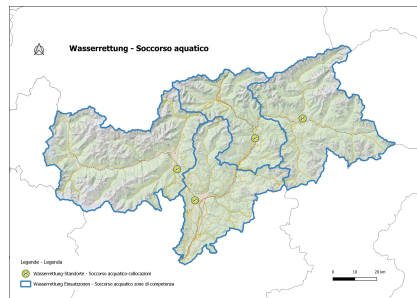 Wasserrettung - Soccorso aquatico
Legende - Legenda
Wasserrettung-Standorte - Soccorso acquatico-collocazioni
Wasserrettung Einsatzzonen - Soccorso aquatico zone di competenza
0 10 20 km